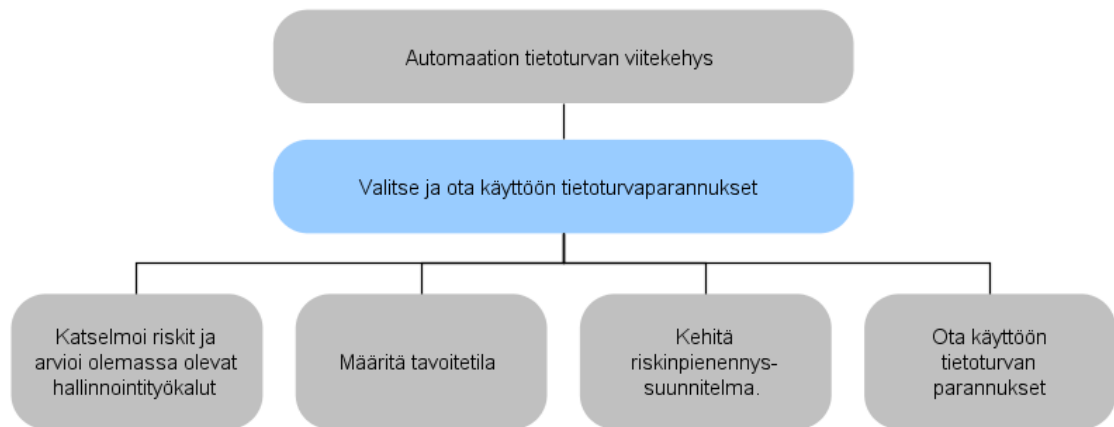 Automaation tietoturvan viitekehys
Valitse ja ota käyttöön tietoturvaparannukset
Katselmoi riskit ja
arvioi olemassa olevat
hallinnointityökalut
Määritä tavoitetila
Kehitä
riskinpienennys-
suunnitelma.
Ota käyttöön
tietoturvan
parannukset